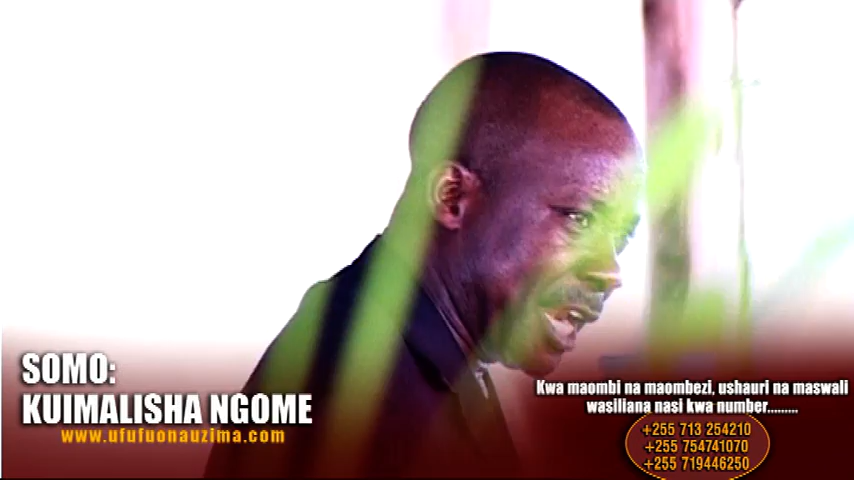 SOMO:
KUIMALISHA NGOME
www.ufufuonauzima.com
Kwa maombi na maombezi, ushauri na maswali
wasiliana nasi kwa number.........
+255 713 254210
+255 754741070
+255 719446250